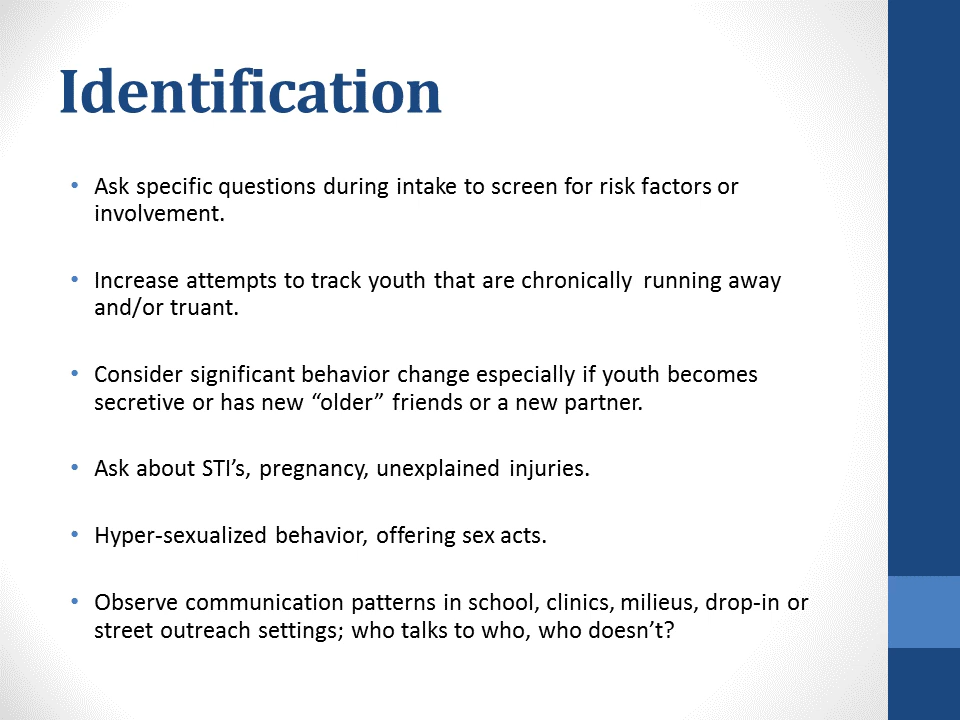 Identification
• Ask specific questions during intake to screen for risk factors or
involvement.
• Increase attempts to track youth that are chronically running away
and/or truant.
• Consider significant behavior change especially if youth becomes
secretive or has new “older” friends or a new partner.
• Ask about STI’s, pregnancy, unexplained injuries.
• Hyper-sexualized behavior, offering sex acts.
• Observe communication patterns in school, clinics, milieus, drop-in or
street outreach settings; who talks to who, who doesn’t?